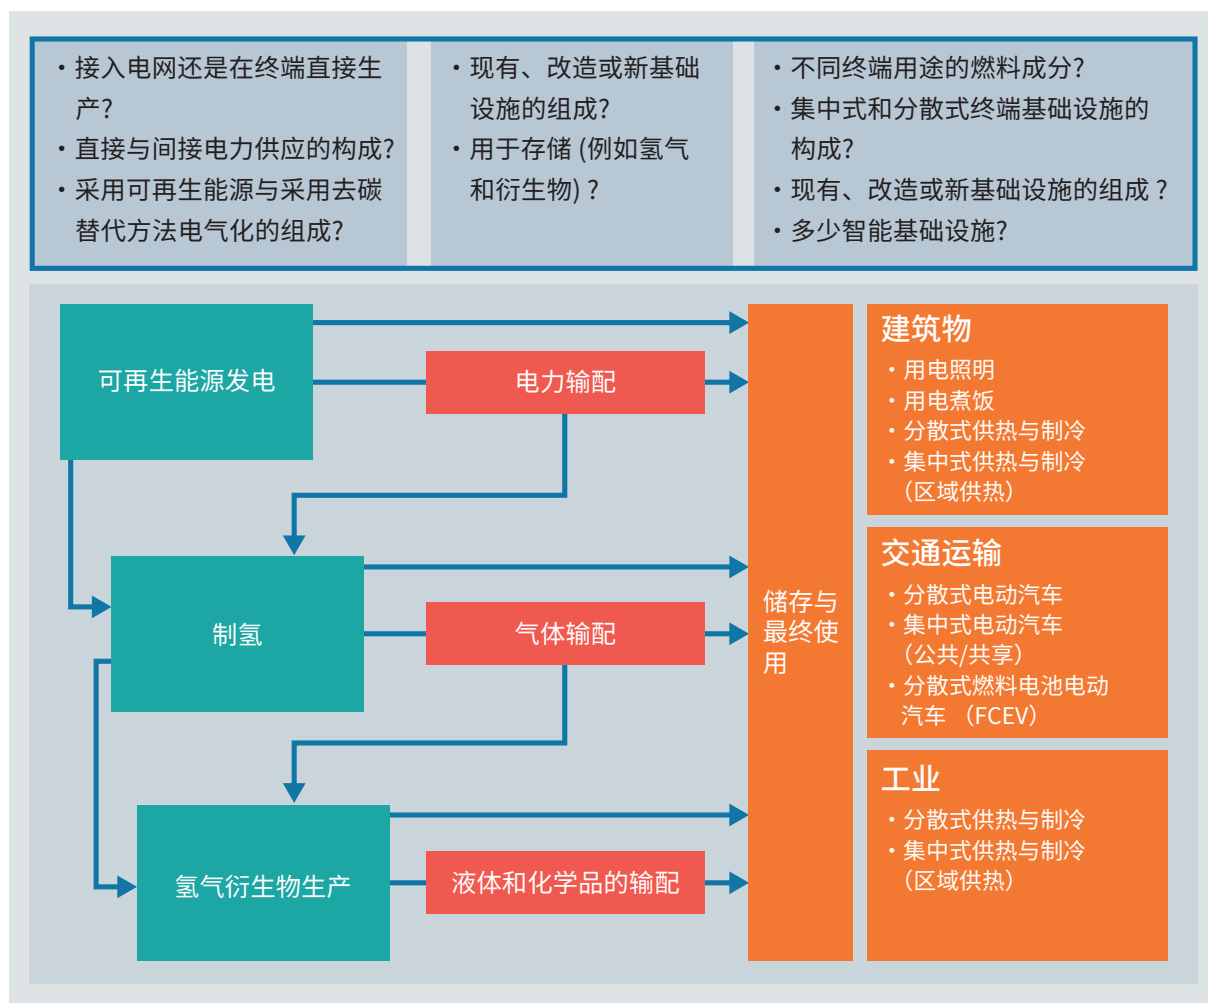 ・接入电网还是在终端直接生
产?
・直接与间接电力供应的构成?
・采用可再生能源与采用去碳
替代方法电气化的组成?
・现有、改造或新基础
设施的组成?
・用于存储 (例如氢气
和衍生物) ?
・不同终端用途的燃料成分?
・集中式和分散式终端基础设施的
构成?
・现有、改造或新基础设施的组成 ?
・多少智能基础设施?
可再生能源发电
电力输配
制氢
气体输配
氢气衍生物生产
液体和化学品的输配
储存与
最终使
用
建筑物
・用电照明
・用电煮饭
・分散式供热与制冷
・集中式供热与制冷
（区域供热）
交通运输
・分散式电动汽车
・集中式电动汽车
（公共/共享）
・分散式燃料电池电动
汽车 （FCEV）
工业
・分散式供热与制冷
・集中式供热与制冷
（区域供热）